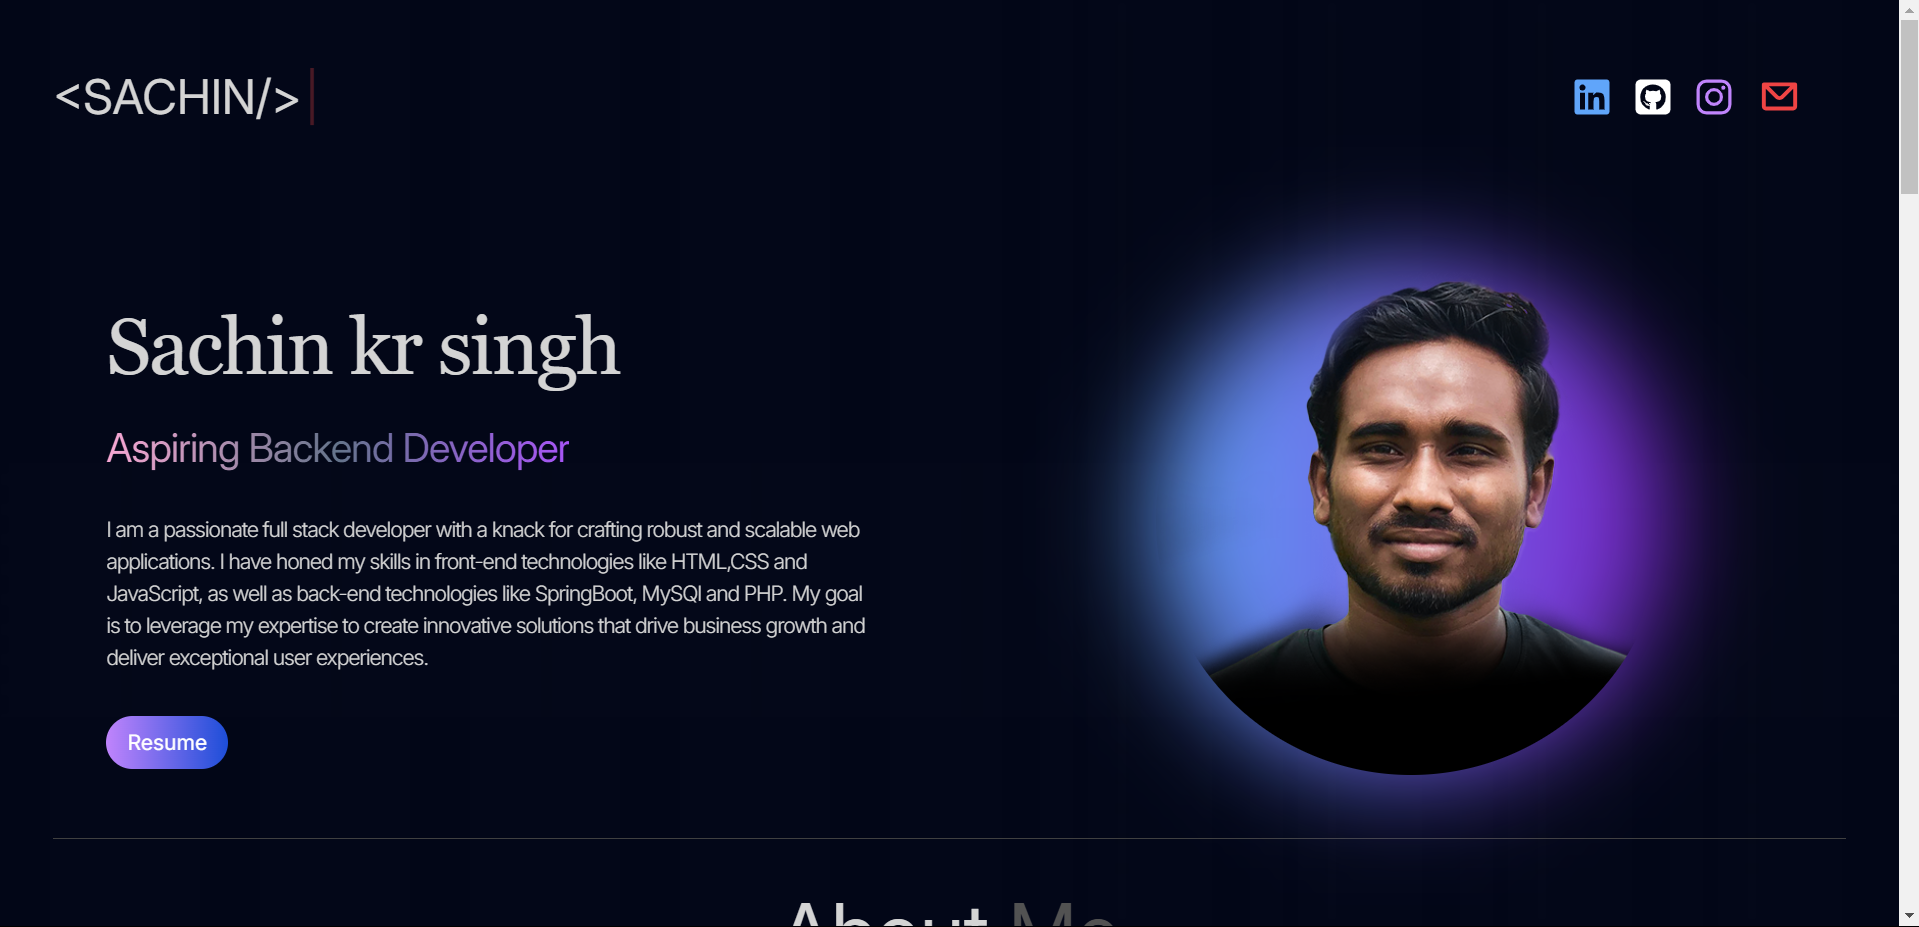 <SACHIN/>
in
Sachin kr singh
Aspiring Backend Developer
I am a passionate full stack developer with a knack for crafting robust and scalable web
applications. I have honed my skills in front-end technologies like HTML,CSS and
JavaScript, as well as back-end technologies like SpringBoot, MySQl and PHP. My goal
is to leverage my expertise to create innovative solutions that drive business growth and
deliver exceptional user experiences.
Resume
About Me